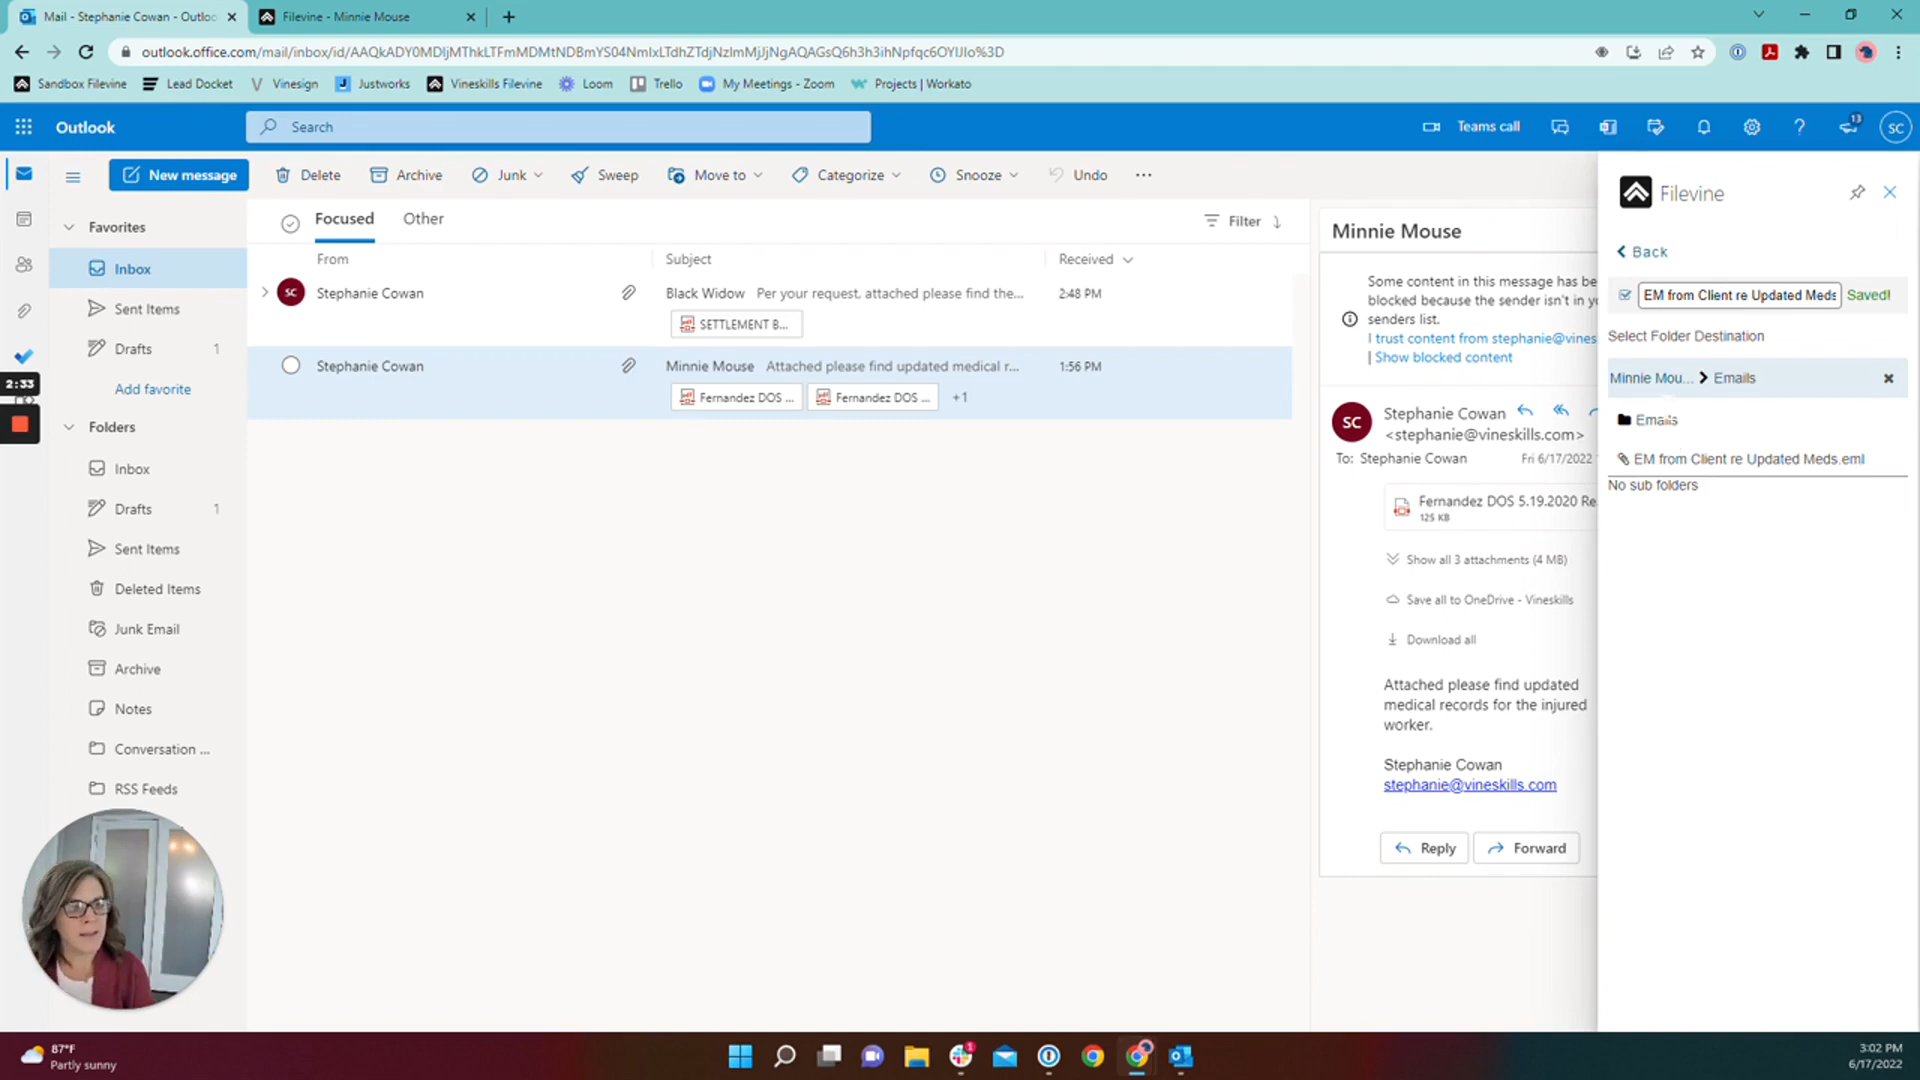 Mail - Stephanie Cowan - Outloo
Filevine - Minnie Mouse
outlook.office.com/mail/inbox/id/AAQkADY0MDljMThkLTFmMDMtNDBmYS04NmIxLTdhZTdjNzImMjJjNgAQAGsQ6h3h3ihNpfqc6OYIJIo%3D
Sandbox Filevine
Lead Docket
Vinesign
Justworks
Vineskills Filevine
Loom
Trello
My Meetings - Zoom
Projects | Workato
Outlook
Search
Teams call
13
SC
New message
Delete
Archive
Junk
Sweep
Move to
Categorize
Snooze
Undo
Favorites
Inbox
Sent Items
Drafts 1
Add favorite
2:33
Folders
Inbox
Drafts 1
Sent Items
Deleted Items
Junk Email
Archive
Notes
Conversation ...
RSS Feeds
Focused
Other
Filter
From
Subject
Received
SC
Stephanie Cowan
Black Widow Per your request, attached please find the...
2:48 PM
SETTLEMENT B...
Stephanie Cowan
Minnie Mouse Attached please find updated medical r...
1:56 PM
Fernandez DOS ...
Fernandez DOS ...
+1
Minnie Mouse
Some content in this message has be
blocked because the sender isn't in yo
senders list.
I trust content from stephanie@vines
| Show blocked content
SC
Stephanie Cowan
<stephanie@vineskills.com>
To: Stephanie Cowan
Fri 6/17/2022
Fernandez DOS 5.19.2020 Re
125 KB
Show all 3 attachments (4 MB)
Save all to OneDrive - Vineskills
Download all
Attached please find updated
medical records for the injured
worker.
Stephanie Cowan
stephanie@vineskills.com
Reply
Forward
Filevine
Back
EM from Client re Updated Meds
Saved!
Select Folder Destination
Minnie Mou... Emails
Emails
EM from Client re Updated Meds.eml
No sub folders
87°F
Partly sunny
1
3:02 PM
6/17/2022